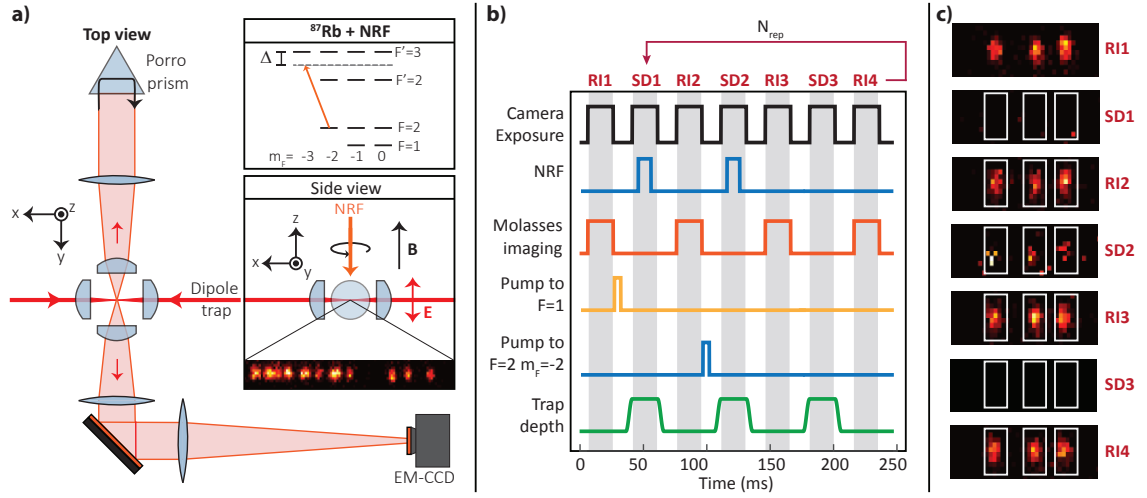 a)
Top view
Porro
prism
x
z
y
Dipole
trap
EM-CCD
⁸⁷Rb + NRF
Δ
F'=3
F'=2
F=2
F=1
m_F= -3 -2 -1 0
Side view
NRF
z
x
y
B
E
b)
N_rep
RI1 SD1 RI2 SD2 RI3 SD3 RI4
Camera
Exposure
NRF
Molasses
imaging
Pump to
F=1
Pump to
F=2 m_F=-2
Trap
depth
0 50 100 150 200 250
Time (ms)
c)
RI1
SD1
RI2
SD2
RI3
SD3
RI4